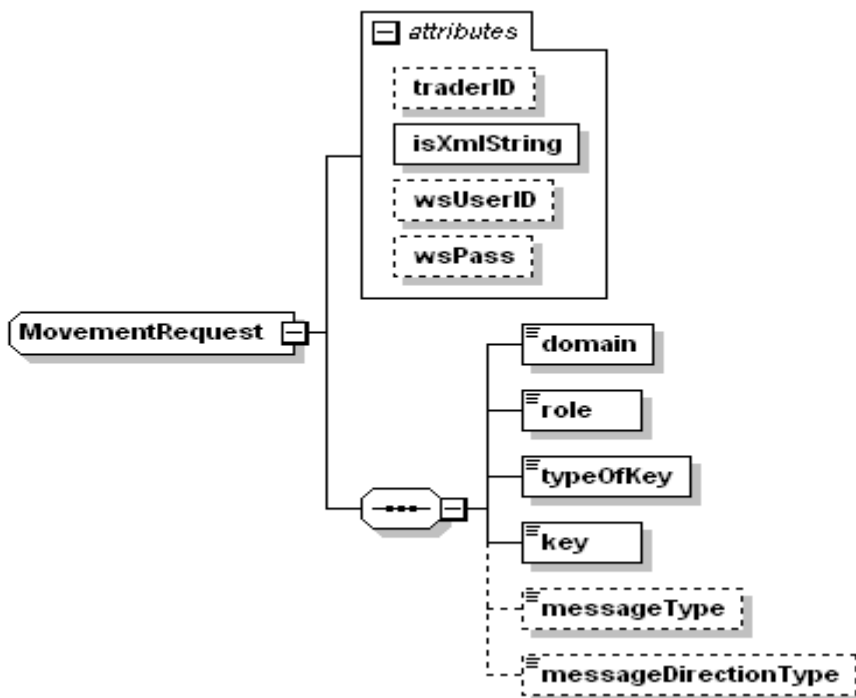 attributes
traderID
isXmlString
wsUserID
wsPass
MovementRequest
domain
role
typeOfKey
key
messageType
messageDirectionType